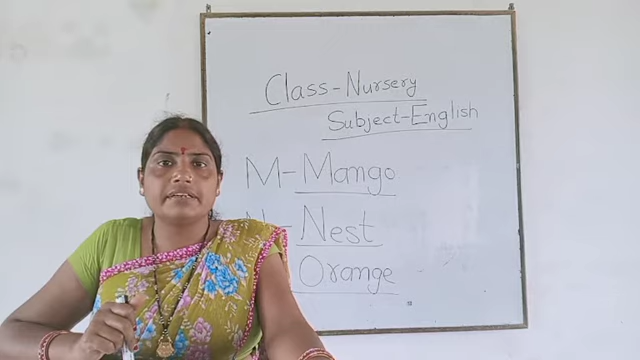 Class-Nursery
Subject-English
M-Mango
N-Nest
Orange